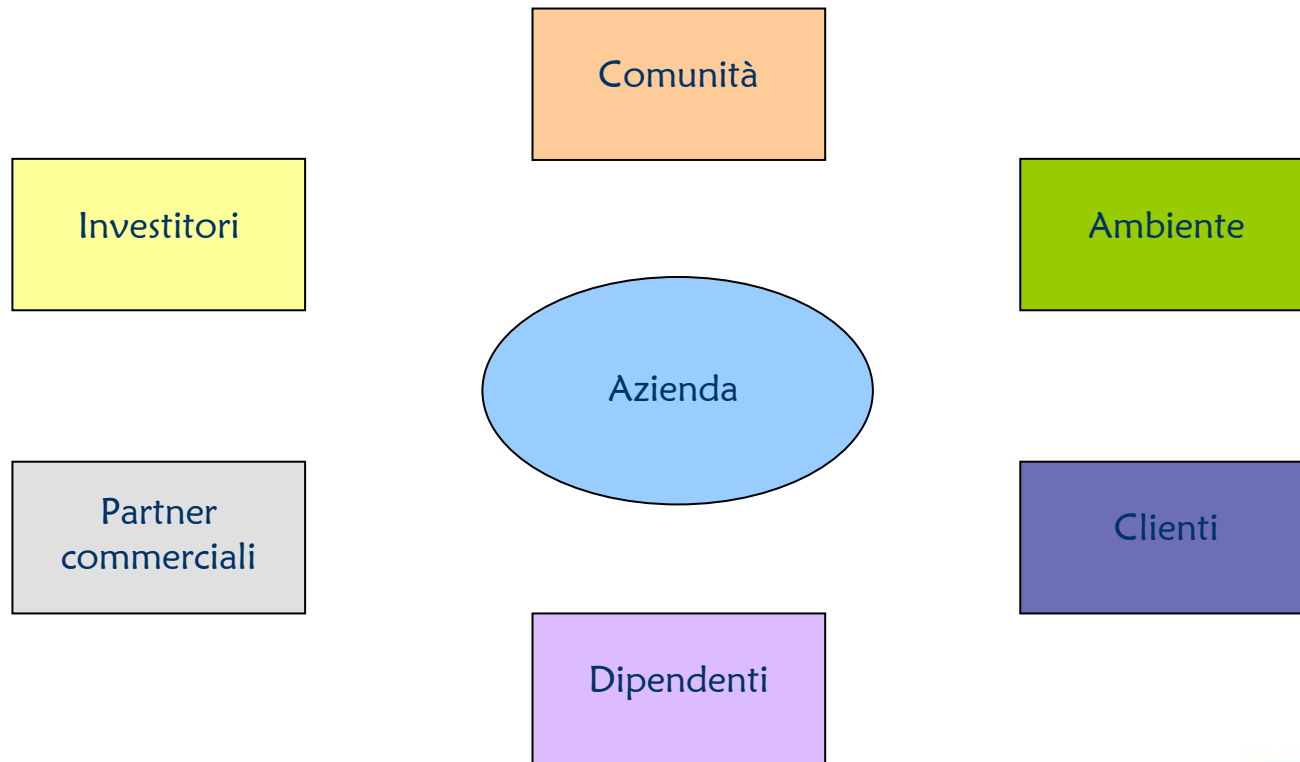 Comunità
Investitori
Ambiente
Azienda
Partner
commerciali
Clienti
Dipendenti